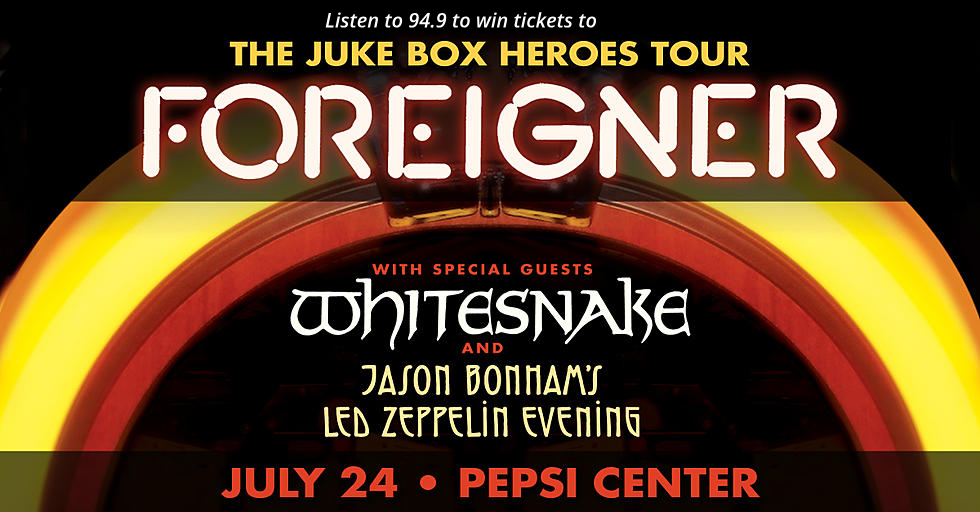 Listen to 94.9 to win tickets to
THE JUKE BOX HEROES TOUR
FOREIGNER
WITH SPECIAL GUESTS
WHITESNAKE
AND
JASON BONHAM'S
LED ZEPPELIN EVENING
JULY 24 • PEPSI CENTER